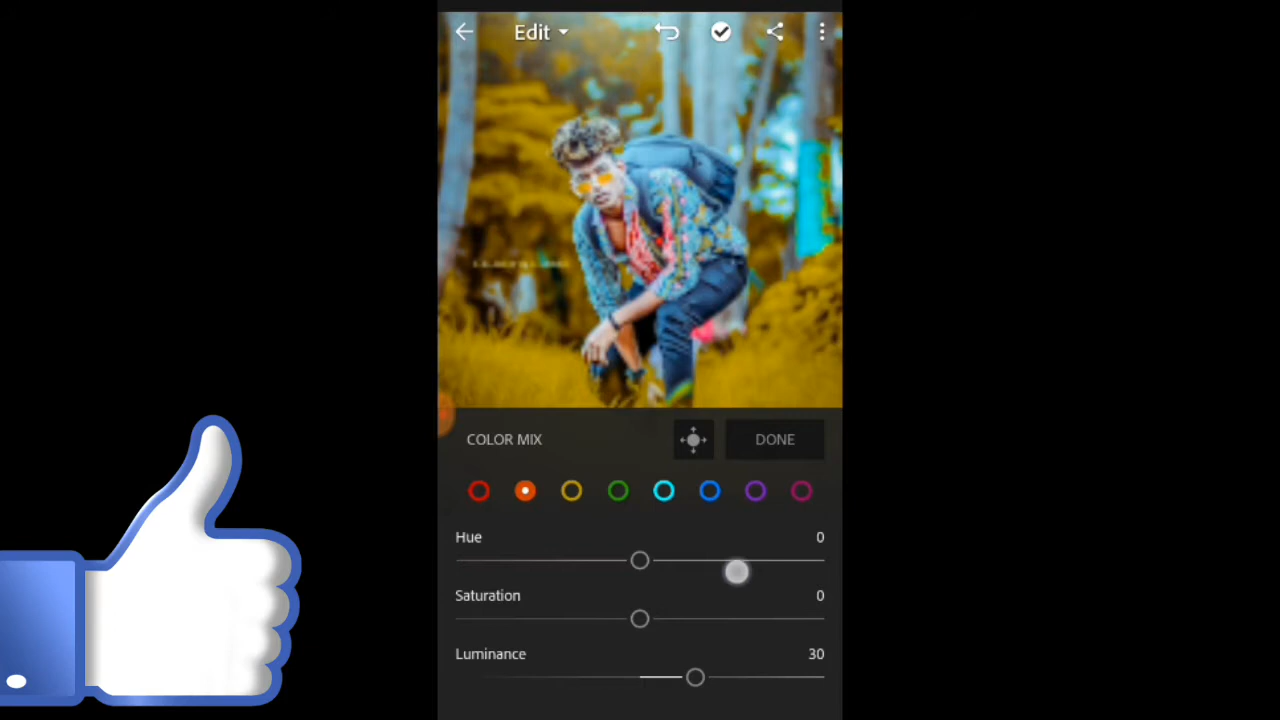 Edit
COLOR MIX
DONE
Hue 0
Saturation 0
Luminance 30